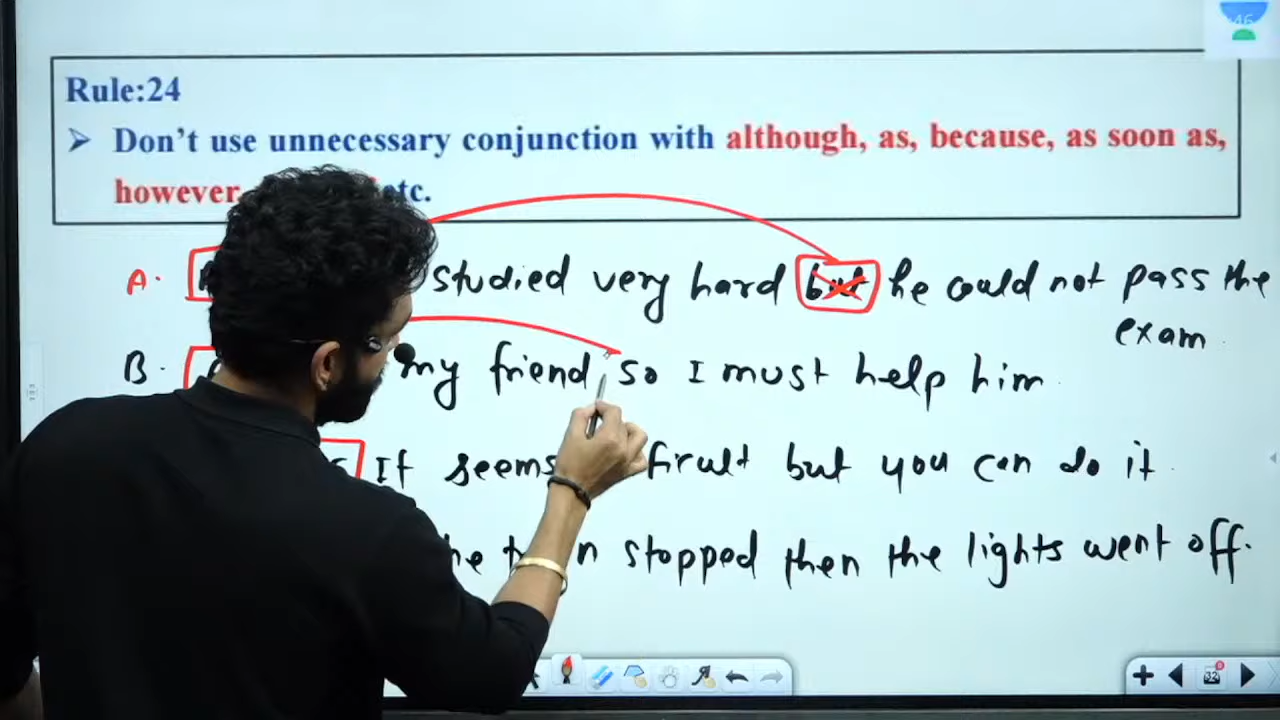 Rule:24
➢ Don't use unnecessary conjunction with although, as, because, as soon as,
however, etc.
A. studied very hard but he could not pass the
exam.
B. my friend so I must help him.
It seems but you can do it.
stopped then the lights went off.